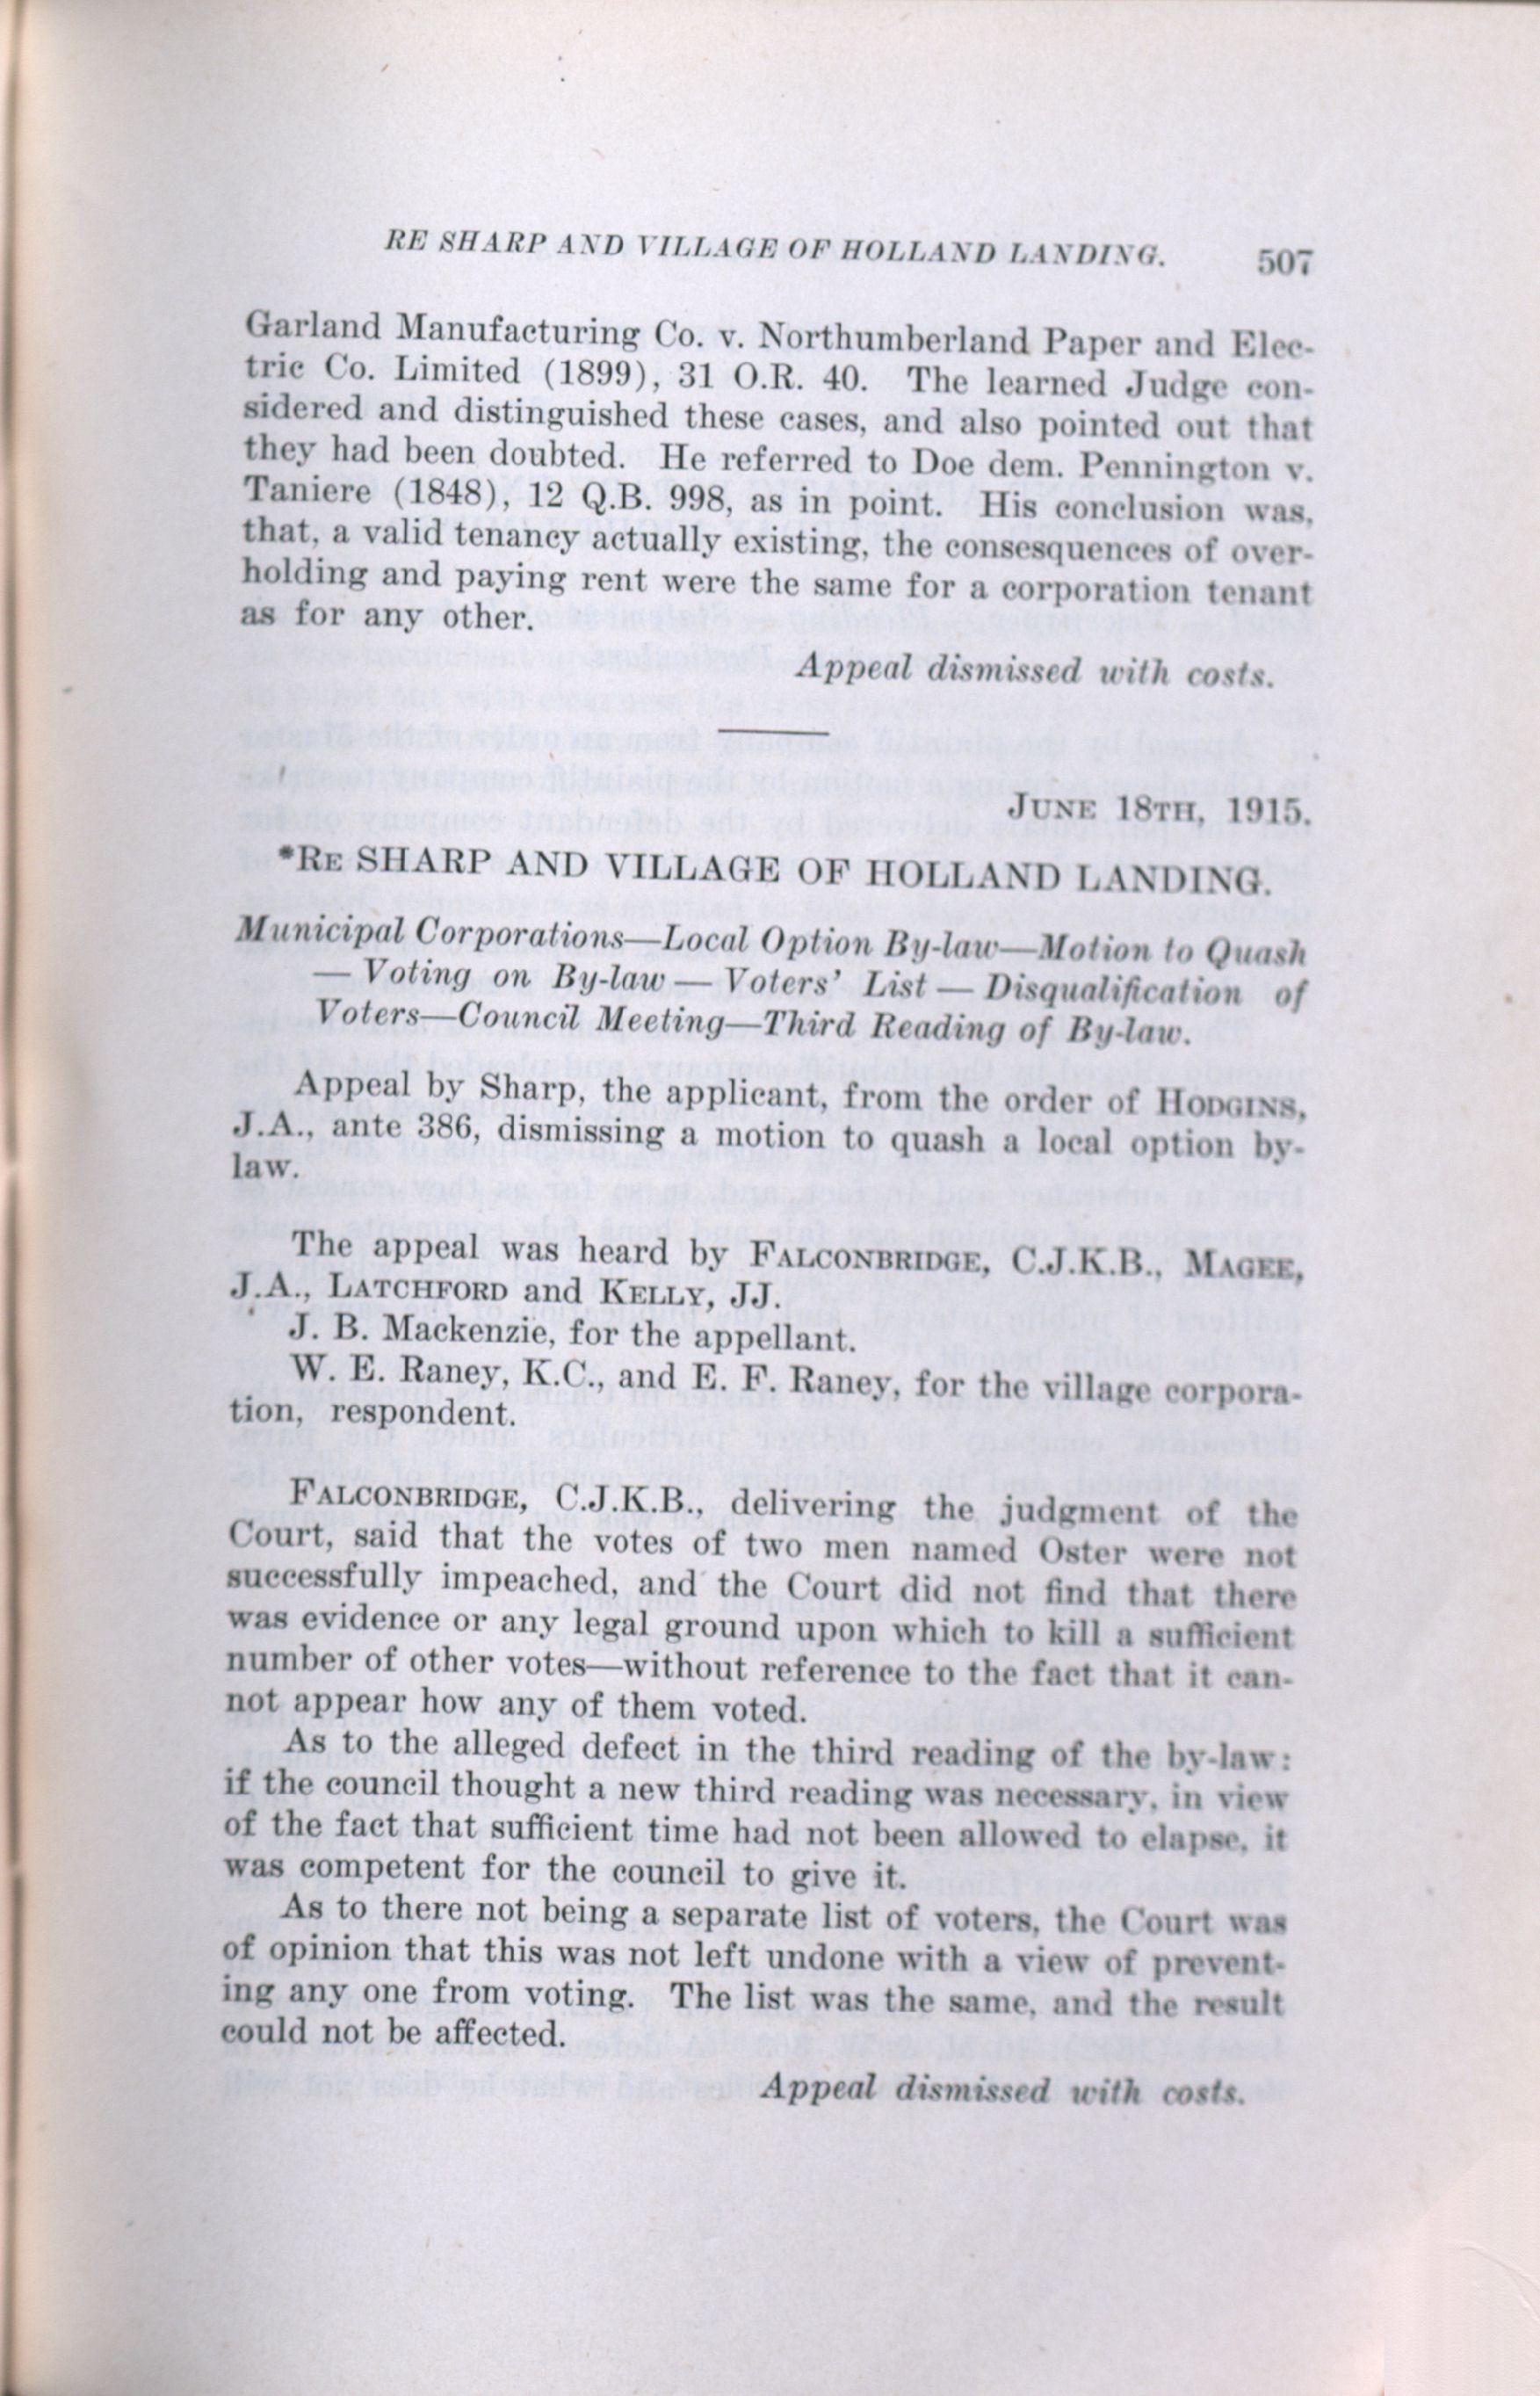 RE SHARP AND VILLAGE OF HOLLAND LANDING. 507
Garland Manufacturing Co. v. Northumberland Paper and Elec-
tric Co. Limited (1899), 31 O.R. 40. The learned Judge con-
sidered and distinguished these cases, and also pointed out that
they had been doubted. He referred to Doe dem. Pennington v.
Taniere (1848), 12 Q.B. 998, as in point. His conclusion was,
that, a valid tenancy actually existing, the consesquences of over-
holding and paying rent were the same for a corporation tenant
as for any other.
Appeal dismissed with costs.
JUNE 18TH, 1915.
*RE SHARP AND VILLAGE OF HOLLAND LANDING.
Municipal Corporations—Local Option By-law—Motion to Quash
— Voting on By-law — Voters' List — Disqualification of
Voters—Council Meeting—Third Reading of By-law.
Appeal by Sharp, the applicant, from the order of HODGINS,
J.A., ante 386, dismissing a motion to quash a local option by-
law.
The appeal was heard by FALCONBRIDGE, C.J.K.B., MAGEE,
J.A., LATCHFORD and KELLY, JJ.
J. B. Mackenzie, for the appellant.
W. E. Raney, K.C., and E. F. Raney, for the village corpora-
tion, respondent.
FALCONBRIDGE, C.J.K.B., delivering the judgment of the
Court, said that the votes of two men named Oster were not
successfully impeached, and the Court did not find that there
was evidence or any legal ground upon which to kill a sufficient
number of other votes—without reference to the fact that it can-
not appear how any of them voted.
As to the alleged defect in the third reading of the by-law:
if the council thought a new third reading was necessary, in view
of the fact that sufficient time had not been allowed to elapse, it
was competent for the council to give it.
As to there not being a separate list of voters, the Court was
of opinion that this was not left undone with a view of prevent-
ing any one from voting. The list was the same, and the result
could not be affected.
Appeal dismissed with costs.